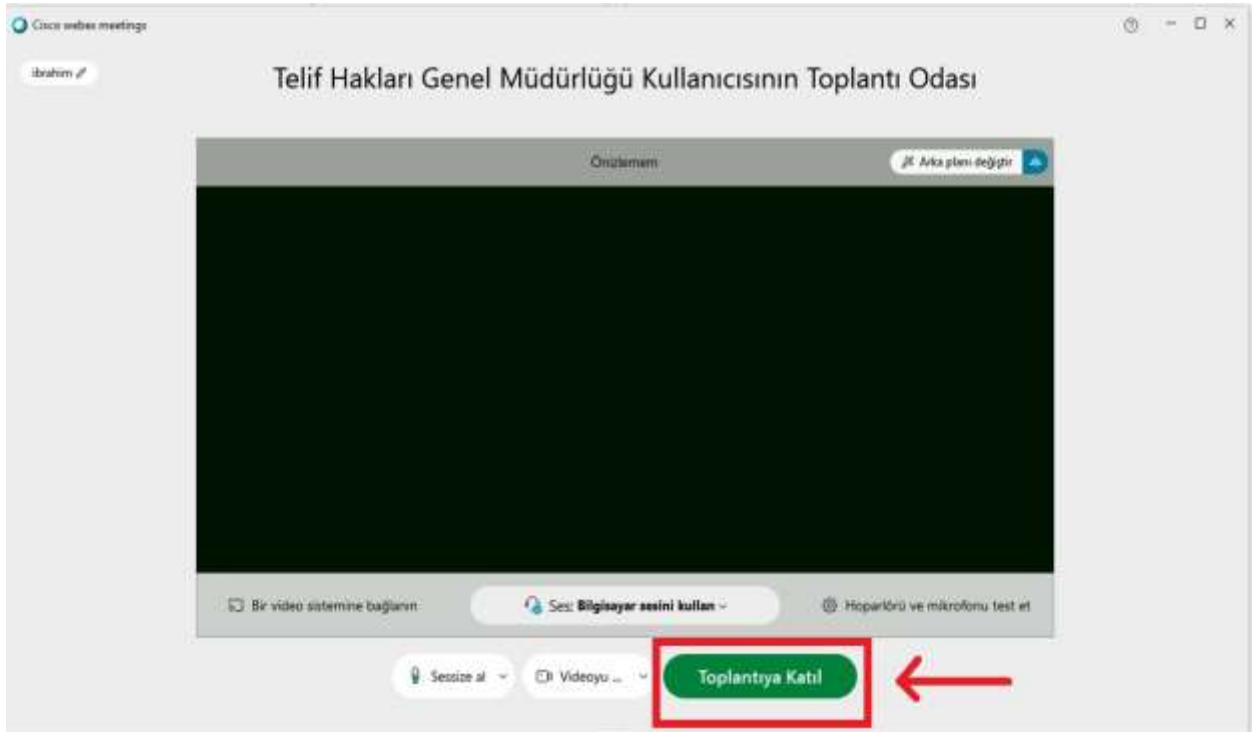 Cisco webex meetings
ibrahim
Telif Hakları Genel Müdürlüğü Kullanıcısının Toplantı Odası
Önizlemem
Arka planı değiştir
Bir video sistemine bağlanın
Ses: Bilgisayar sesini kullan
Hoparlörü ve mikrofonu test et
Sessize al
Videoyu ...
Toplantıya Katıl